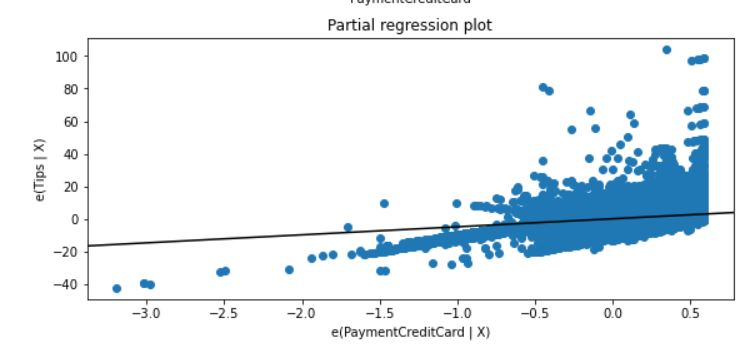 PaymentCreditCard
Partial regression plot
100
80
60
40
20
0
−20
−40
e(Tips | X)
−3.0 −2.5 −2.0 −1.5 −1.0 −0.5 0.0 0.5
e(PaymentCreditCard | X)